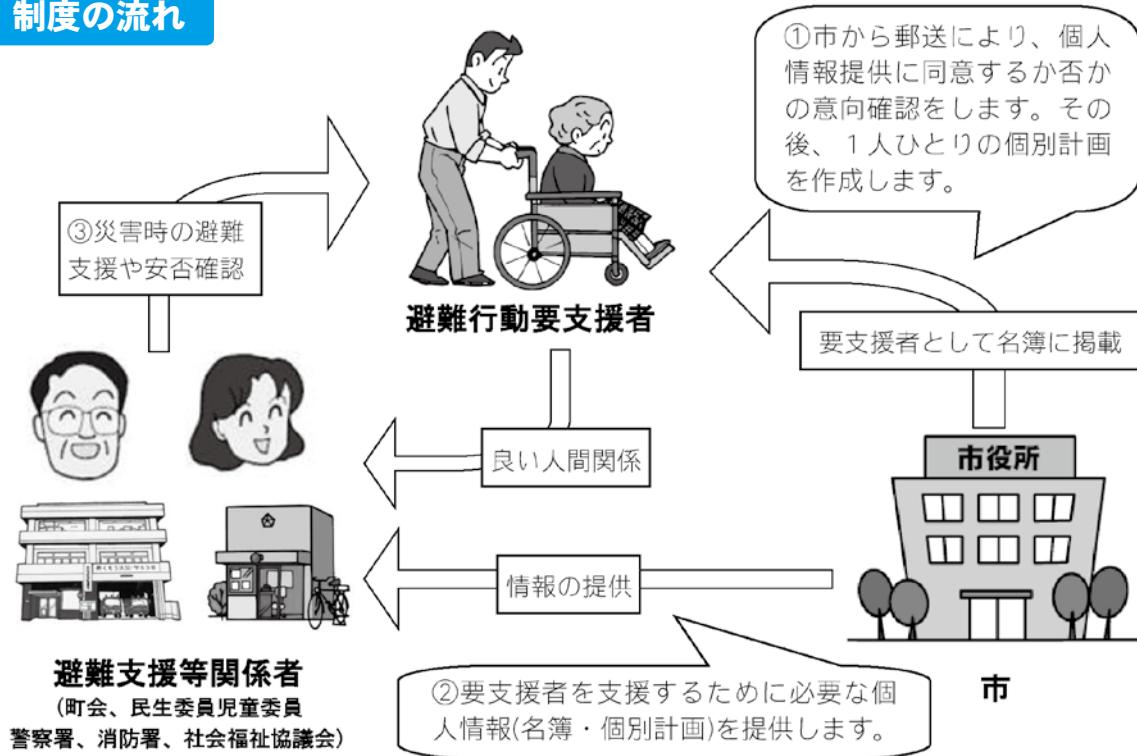 制度の流れ
①市から郵送により、個人
情報提供に同意するか否か
の意向確認をします。その
後、１人ひとりの個別計画
を作成します。
③災害時の避難
支援や安否確認
避難行動要支援者
要支援者として名簿に掲載
良い人間関係
市役所
情報の提供
避難支援等関係者
(町会、民生委員児童委員
警察署、消防署、社会福祉協議会)
②要支援者を支援するために必要な個
人情報(名簿・個別計画)を提供します。
市